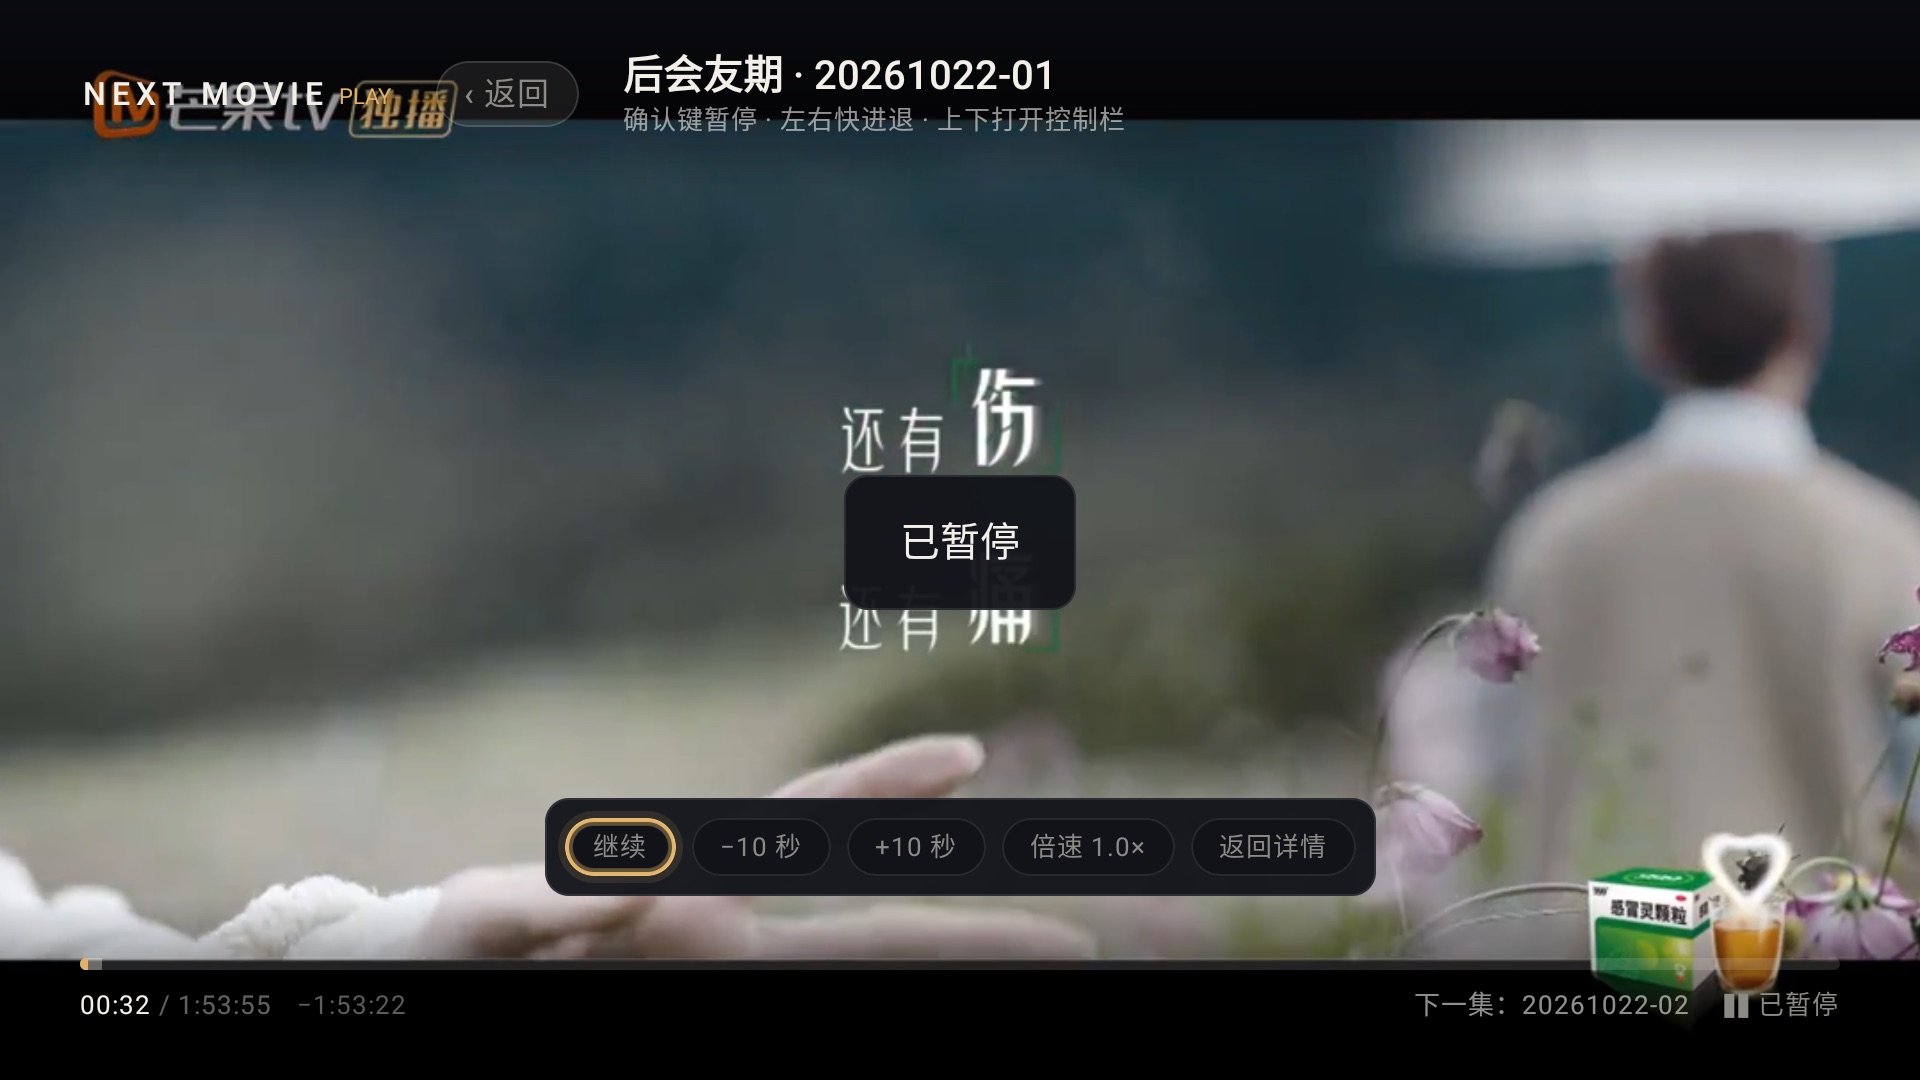 NEXT MOVIE PLAY
芒果tv 独播
‹ 返回
后会友期 · 20261022-01
确认键暂停 · 左右快进退 · 上下打开控制栏
还有伤
已暂停
还有痛
继续
−10 秒
+10 秒
倍速 1.0×
返回详情
感冒灵颗粒
999
00:32 / 1:53:55 −1:53:22
下一集：20261022-02
已暂停